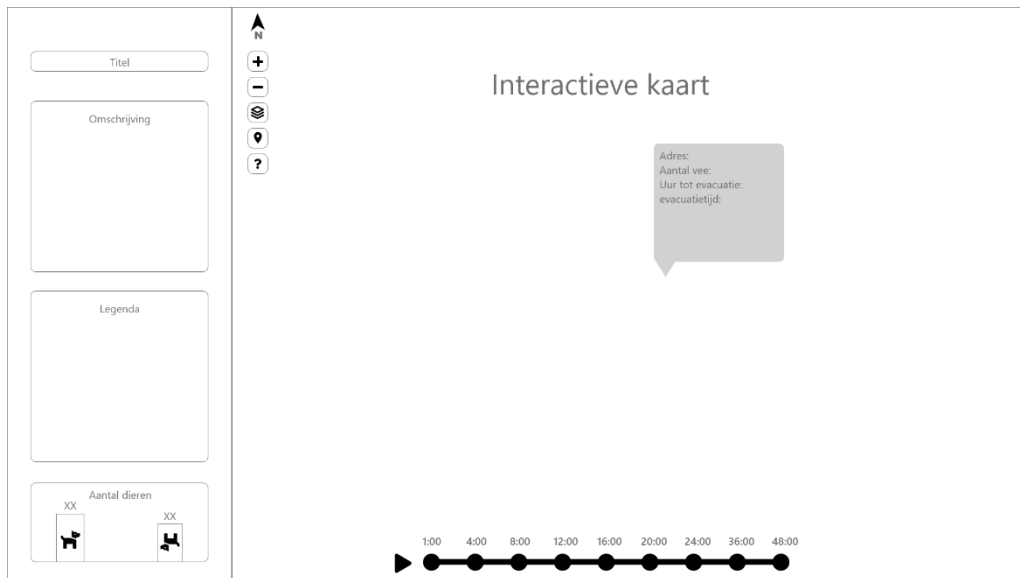 Titel
Omschrijving
Legenda
Aantal dieren
XX
XX
N
+
−
?
Interactieve kaart
Adres:
Aantal vee:
Uur tot evacuatie:
evacuatietijd:
1:00 4:00 8:00 12:00 16:00 20:00 24:00 36:00 48:00